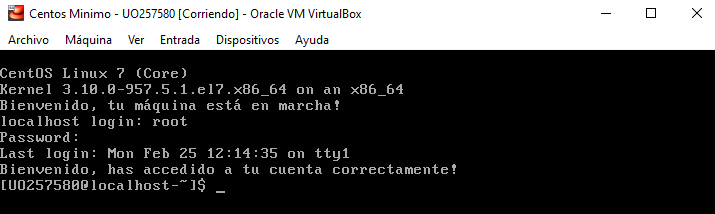 Centos Minimo - UO257580 [Corriendo] - Oracle VM VirtualBox
Archivo Máquina Ver Entrada Dispositivos Ayuda
CentOS Linux 7 (Core)
Kernel 3.10.0-957.5.1.el7.x86_64 on an x86_64
Bienvenido, tu máquina está en marcha!
localhost login: root
Password:
Last login: Mon Feb 25 12:14:35 on tty1
Bienvenido, has accedido a tu cuenta correctamente!
[UO257580@localhost~]$ _